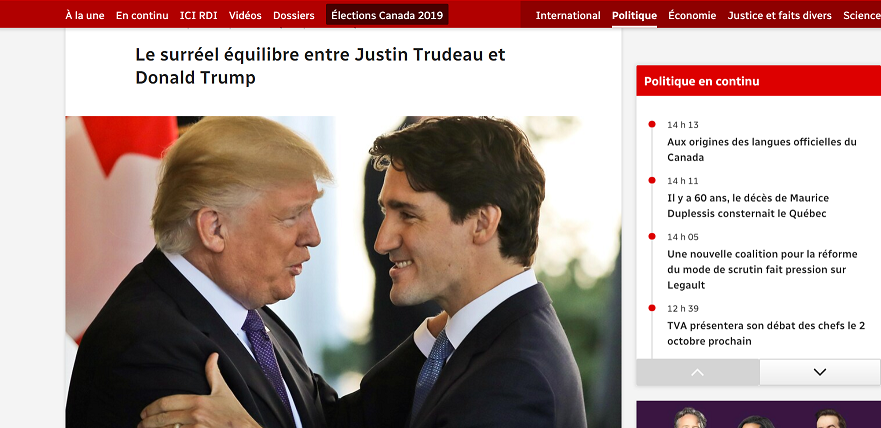 À la une En continu ICI RDI Vidéos Dossiers Élections Canada 2019 International Politique Économie Justice et faits divers Science
Le surréel équilibre entre Justin Trudeau et
Donald Trump
Politique en continu
14 h 13
Aux origines des langues officielles du
Canada
14 h 11
Il y a 60 ans, le décès de Maurice
Duplessis consternait le Québec
14 h 05
Une nouvelle coalition pour la réforme
du mode de scrutin fait pression sur
Legault
12 h 39
TVA présentera son débat des chefs le 2
octobre prochain